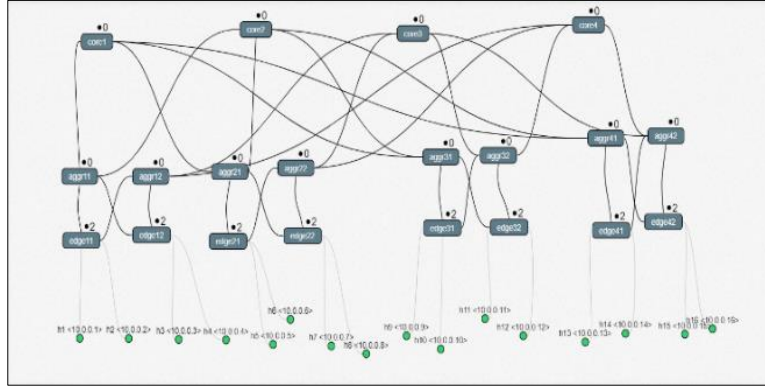 ●0 ●0 ●0 ●0
core1 core2 core3 core4
●0 ●0 ●0 ●0 ●0 ●0 ●0 ●0
aggr11 aggr12 aggr21 aggr22 aggr31 aggr32 aggr41 aggr42
●2 ●2 ●2 ●2 ●2 ●2 ●2 ●2
edge11 edge12 edge21 edge22 edge31 edge32 edge41 edge42
h1 <10.0.0.1>
h2 <10.0.0.2>
h3 <10.0.0.3>
h4 <10.0.0.4>
h5 <10.0.0.5>
h6 <10.0.0.6>
h7 <10.0.0.7>
h8 <10.0.0.8>
h9 <10.0.0.9>
h10 <10.0.0.10>
h11 <10.0.0.11>
h12 <10.0.0.12>
h13 <10.0.0.13>
h14 <10.0.0.14>
h15 <10.0.0.15>
h16 <10.0.0.16>